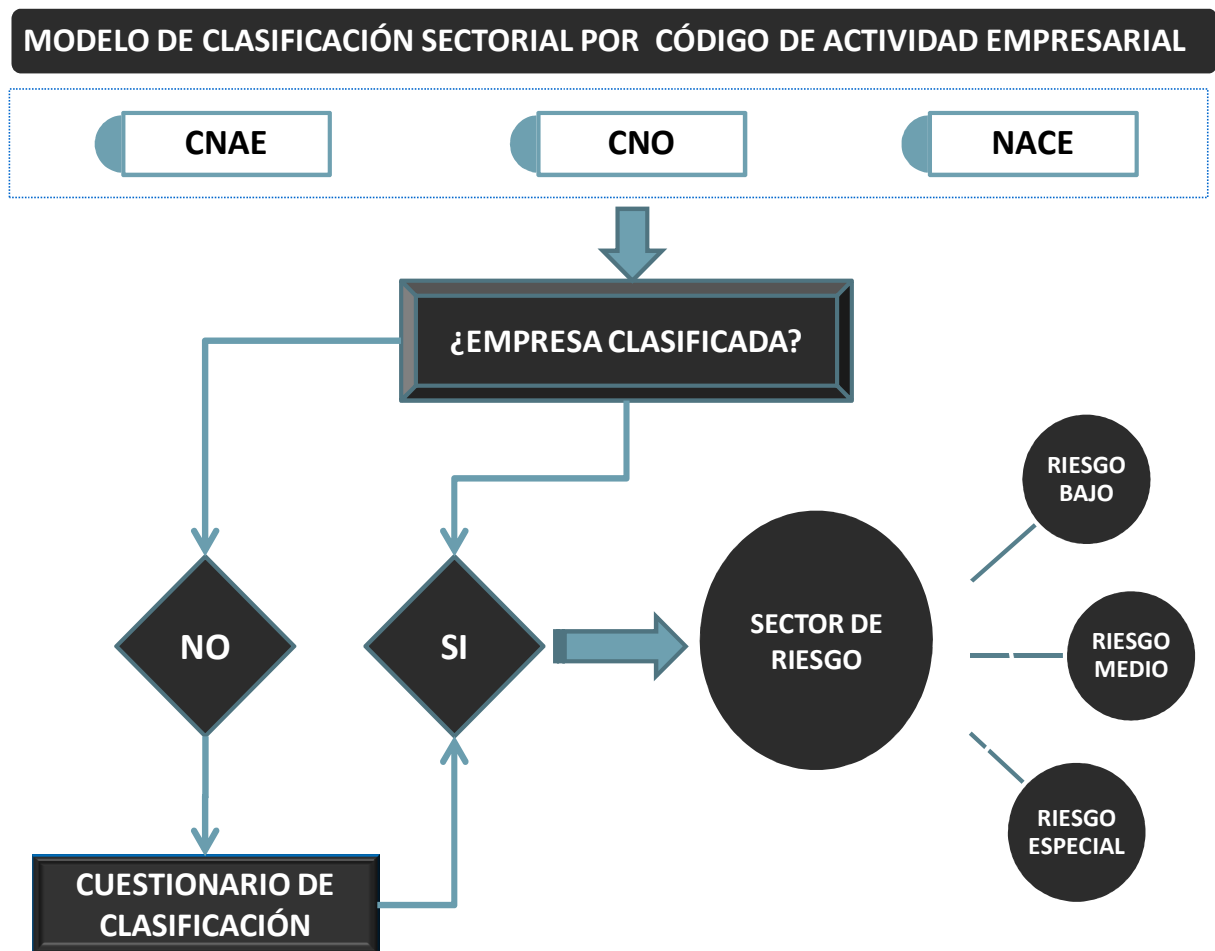 MODELO DE CLASIFICACIÓN SECTORIAL POR CÓDIGO DE ACTIVIDAD EMPRESARIAL
CNAE
CNO
NACE
¿EMPRESA CLASIFICADA?
NO
SI
SECTOR DE
RIESGO
RIESGO
BAJO
RIESGO
MEDIO
RIESGO
ESPECIAL
CUESTIONARIO DE
CLASIFICACIÓN